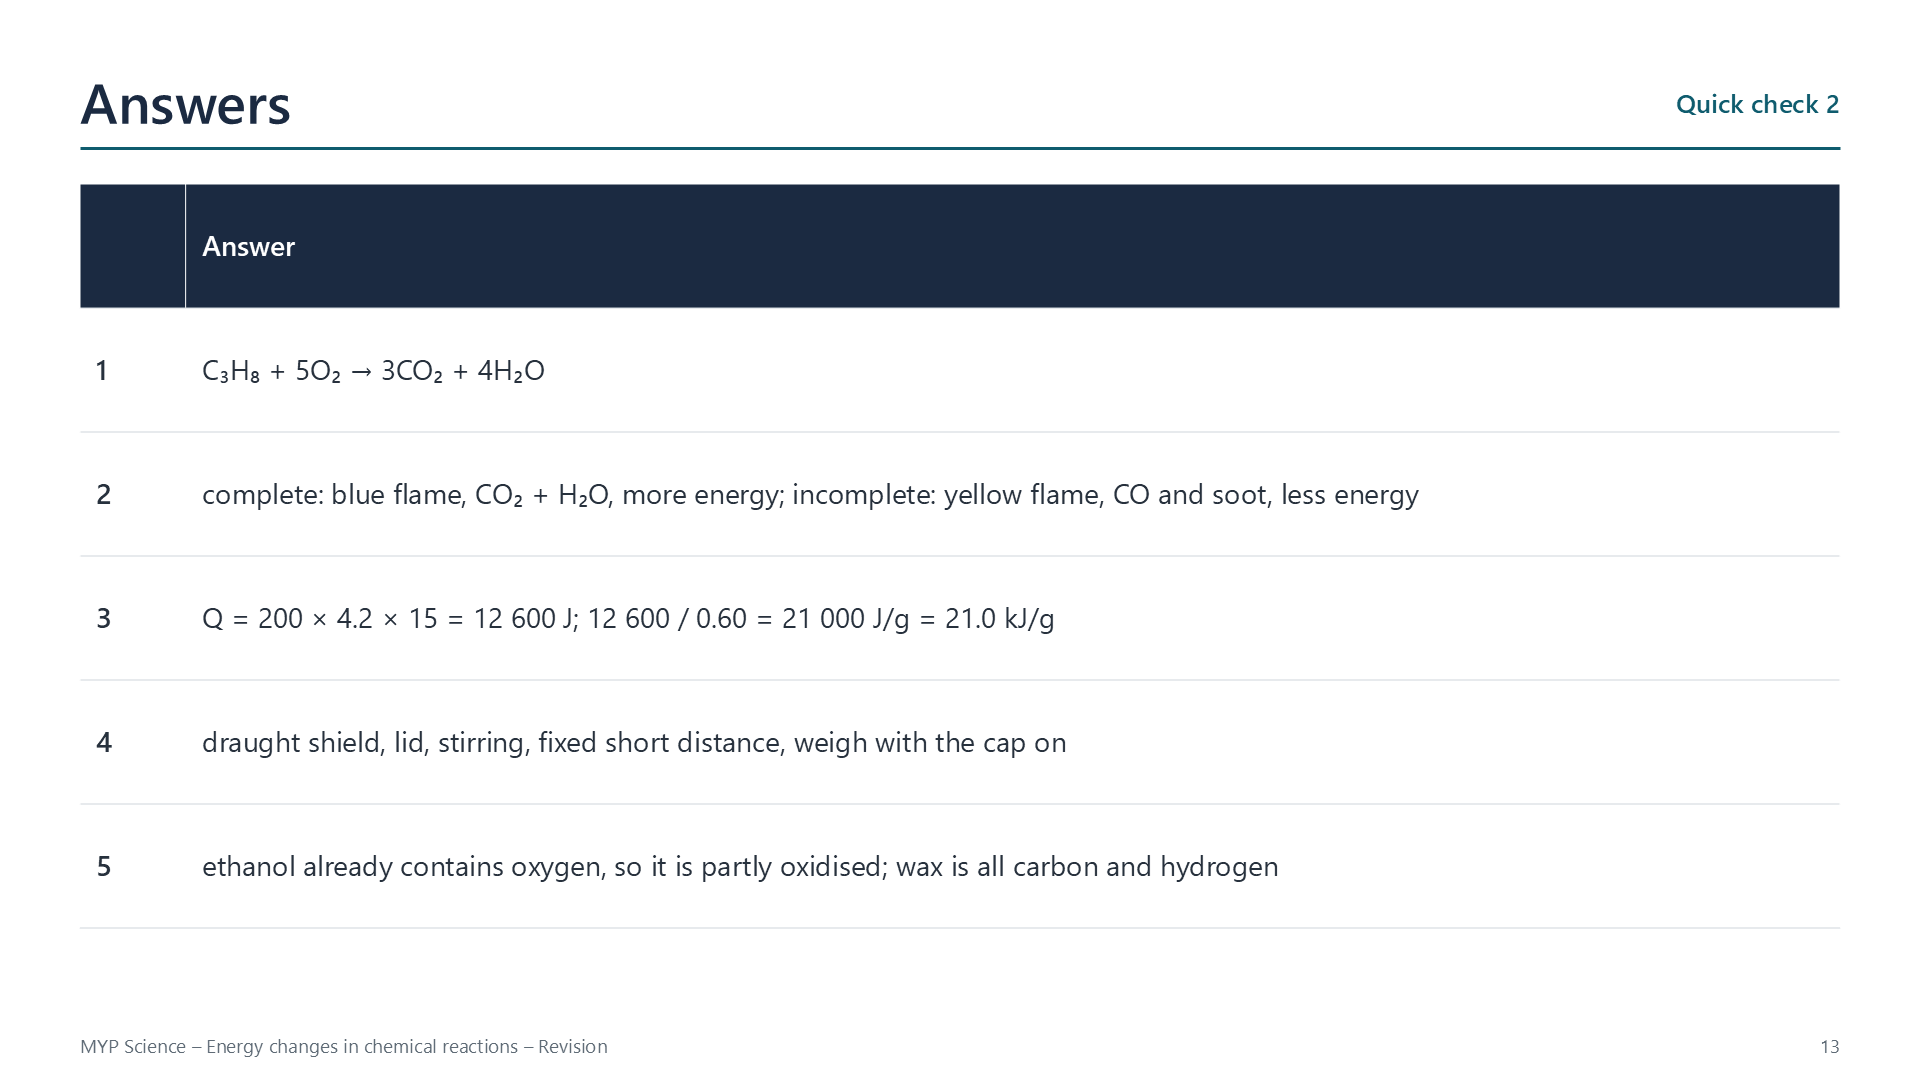 Answers
Quick check 2
Answer
1 C₃H₈ + 5O₂ → 3CO₂ + 4H₂O
2 complete: blue flame, CO₂ + H₂O, more energy; incomplete: yellow flame, CO and soot, less energy
3 Q = 200 × 4.2 × 15 = 12 600 J; 12 600 / 0.60 = 21 000 J/g = 21.0 kJ/g
4 draught shield, lid, stirring, fixed short distance, weigh with the cap on
5 ethanol already contains oxygen, so it is partly oxidised; wax is all carbon and hydrogen
MYP Science – Energy changes in chemical reactions – Revision
13